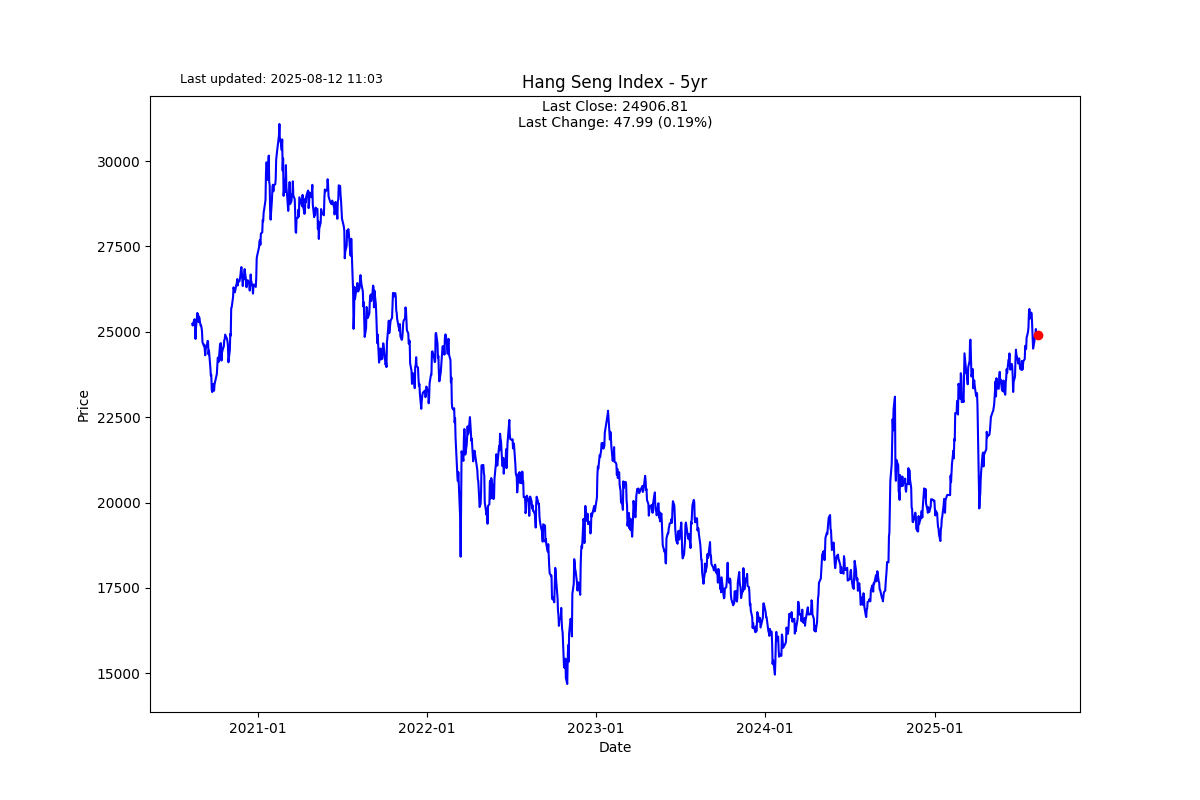 Last updated: 2025-08-12 11:03
Hang Seng Index - 5yr
Last Close: 24906.81
Last Change: 47.99 (0.19%)
30000
27500
25000
22500
20000
17500
15000
Price
2021-01
2022-01
2023-01
2024-01
2025-01
Date